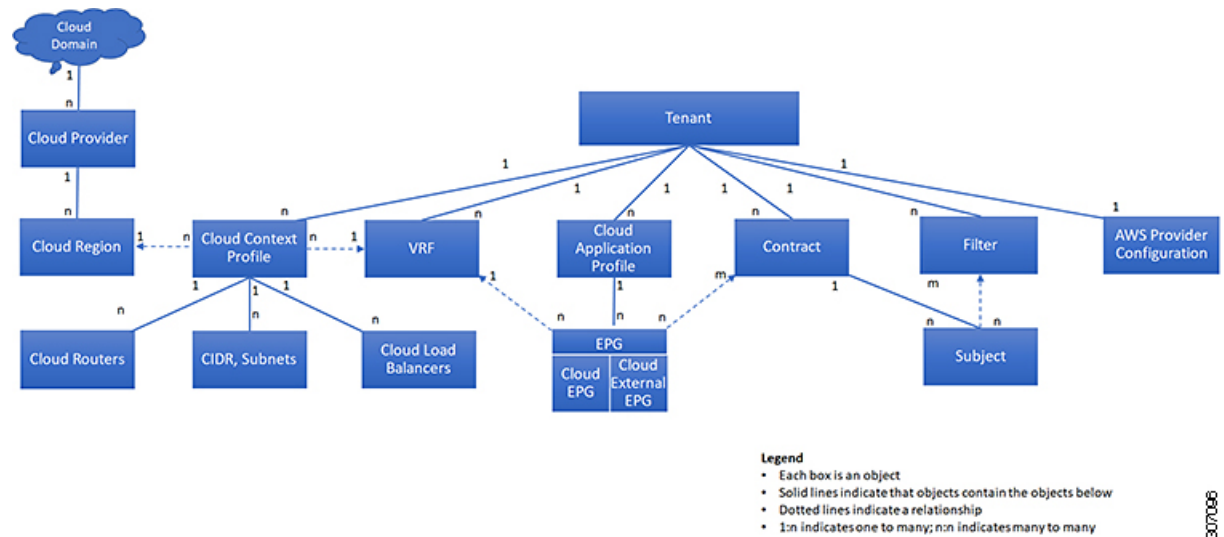 Cloud
Domain
1
n
Cloud Provider
Tenant
1
n
1
1
1
1
1
1
n
n
n
n
n
1
Cloud Region
1
n
Cloud Context
Profile
n
1
VRF
Cloud
Application
Profile
Contract
Filter
AWS Provider
Configuration
1
1
1
1
1
m
1
m
n
n
n
n
n
n
n
n
Cloud Routers
CIDR, Subnets
Cloud Load
Balancers
EPG
Cloud
EPG
Cloud
External
EPG
Subject
Legend
• Each box is an object
• Solid lines indicate that objects contain the objects below
• Dotted lines indicate a relationship
• 1:n indicates one to many; n:n indicates many to many
307096